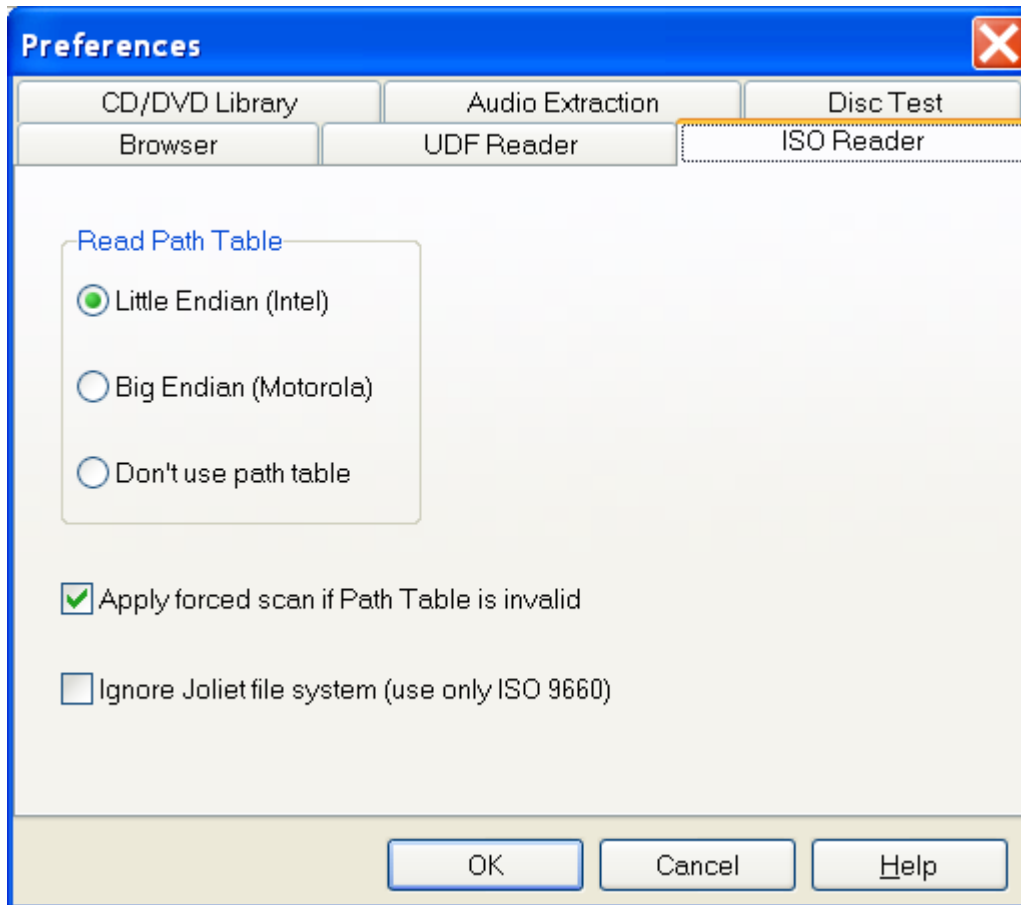 Preferences
CD/DVD Library Audio Extraction Disc Test
Browser UDF Reader ISO Reader
Read Path Table
Little Endian (Intel)
Big Endian (Motorola)
Don't use path table
Apply forced scan if Path Table is invalid
Ignore Joliet file system (use only ISO 9660)
OK Cancel Help